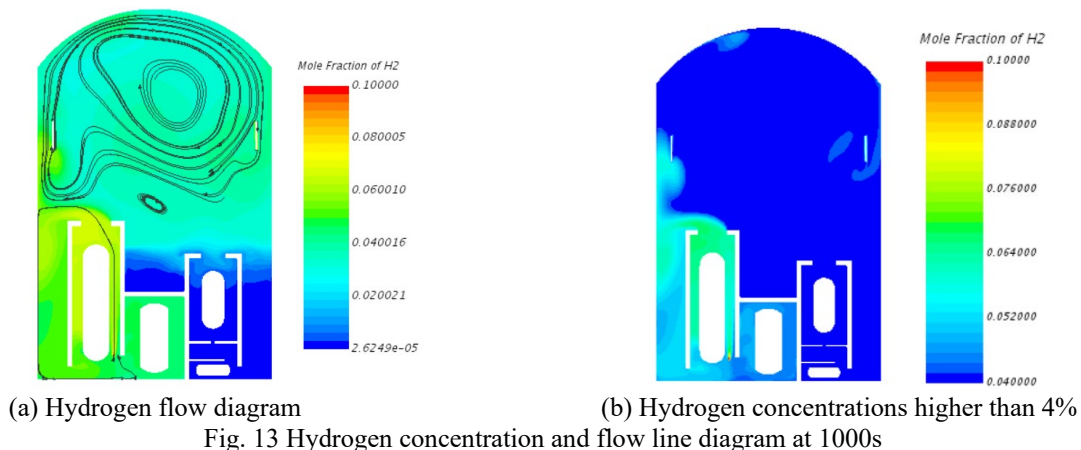 Mole Fraction of H2
0.10000
0.080005
0.060010
0.040016
0.020021
2.6249e-05
Mole Fraction of H2
0.10000
0.088000
0.076000
0.064000
0.052000
0.040000
(a) Hydrogen flow diagram
(b) Hydrogen concentrations higher than 4%
Fig. 13 Hydrogen concentration and flow line diagram at 1000s